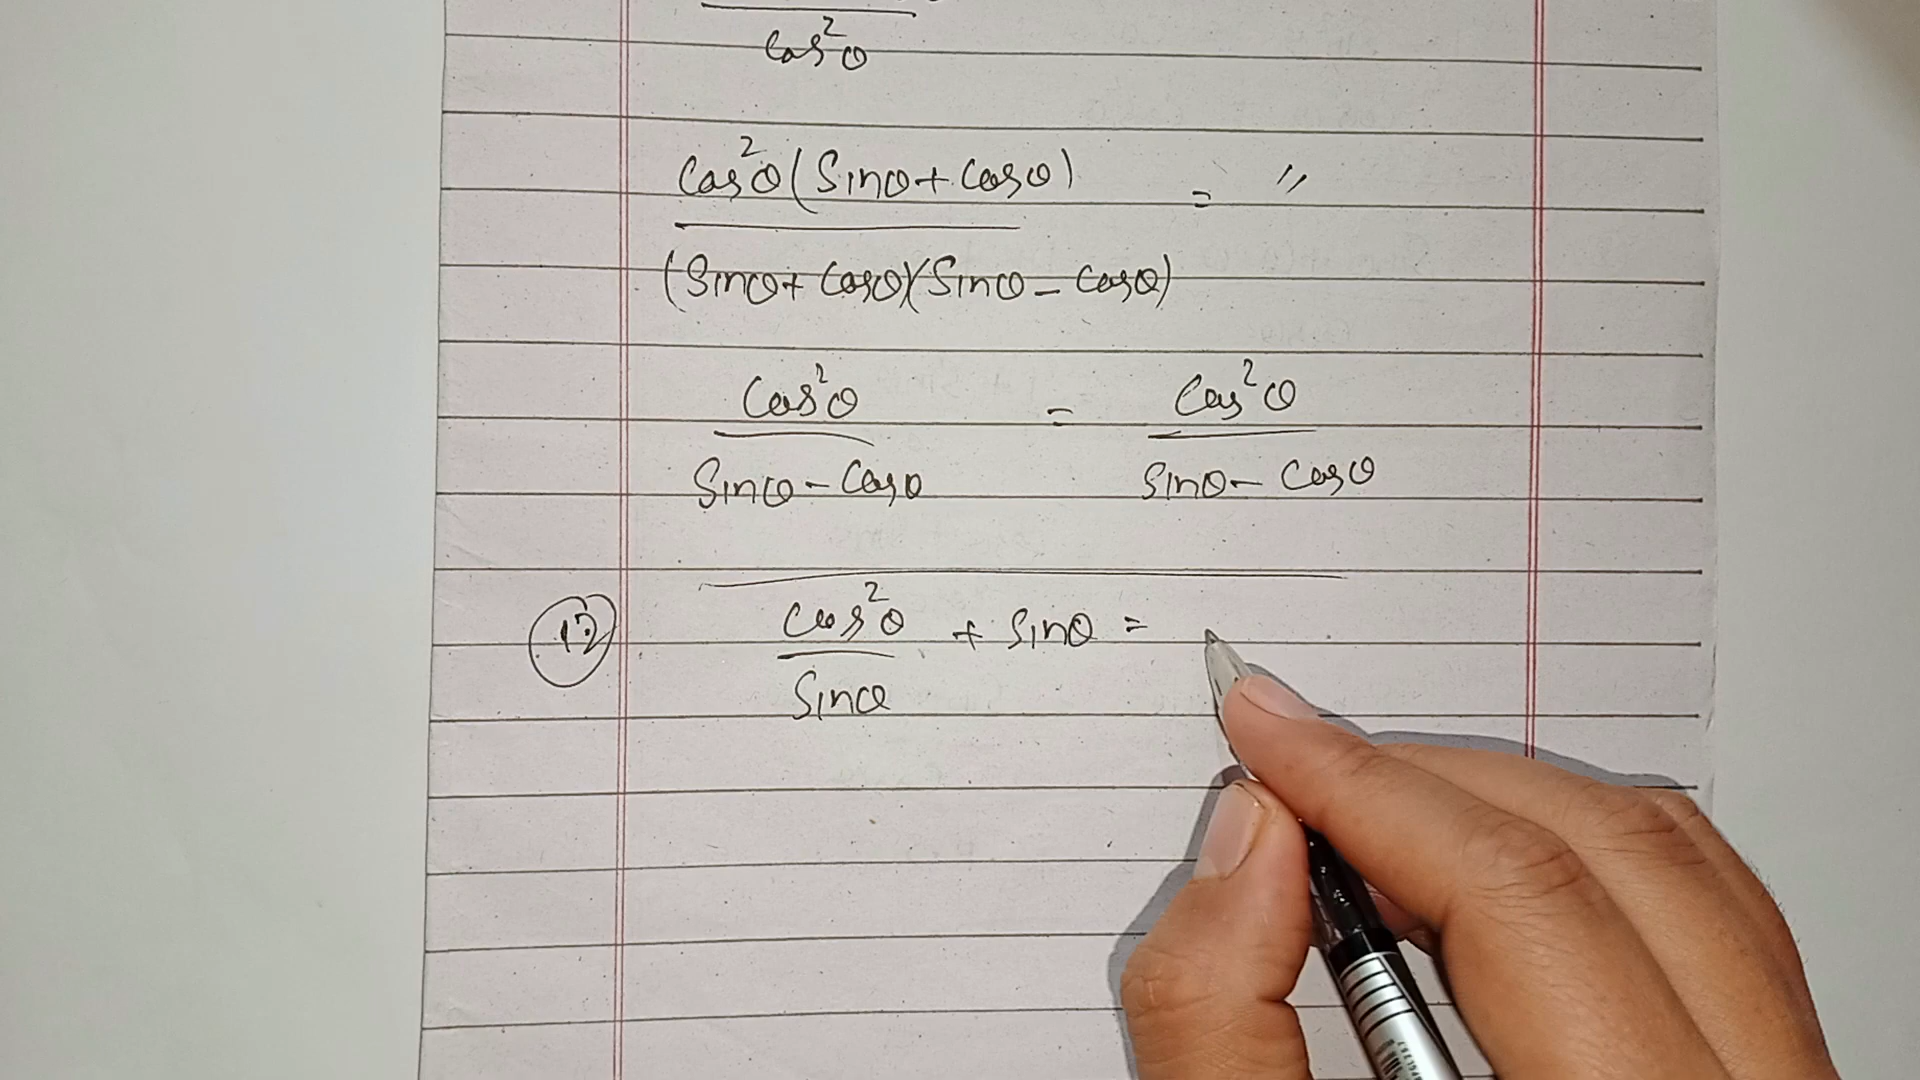 cos²θ
cos²θ(Sinθ + cosθ) = "
(Sinθ + cosθ)(Sinθ - cosθ)
cos²θ = cos²θ
Sinθ - cosθ Sinθ - cosθ
12 cos²θ + Sinθ =
Sinθ